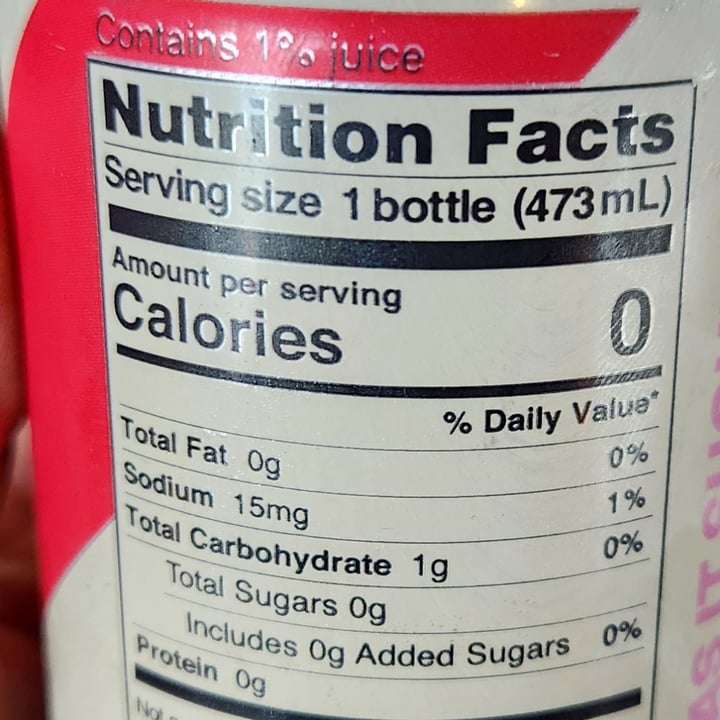 Contains 1% juice
Nutrition Facts
Serving size 1 bottle (473mL)
Amount per serving
Calories 0
% Daily Value*
Total Fat 0g 0%
Sodium 15mg 1%
Total Carbohydrate 1g 0%
Total Sugars 0g
Includes 0g Added Sugars 0%
Protein 0g
AS IT